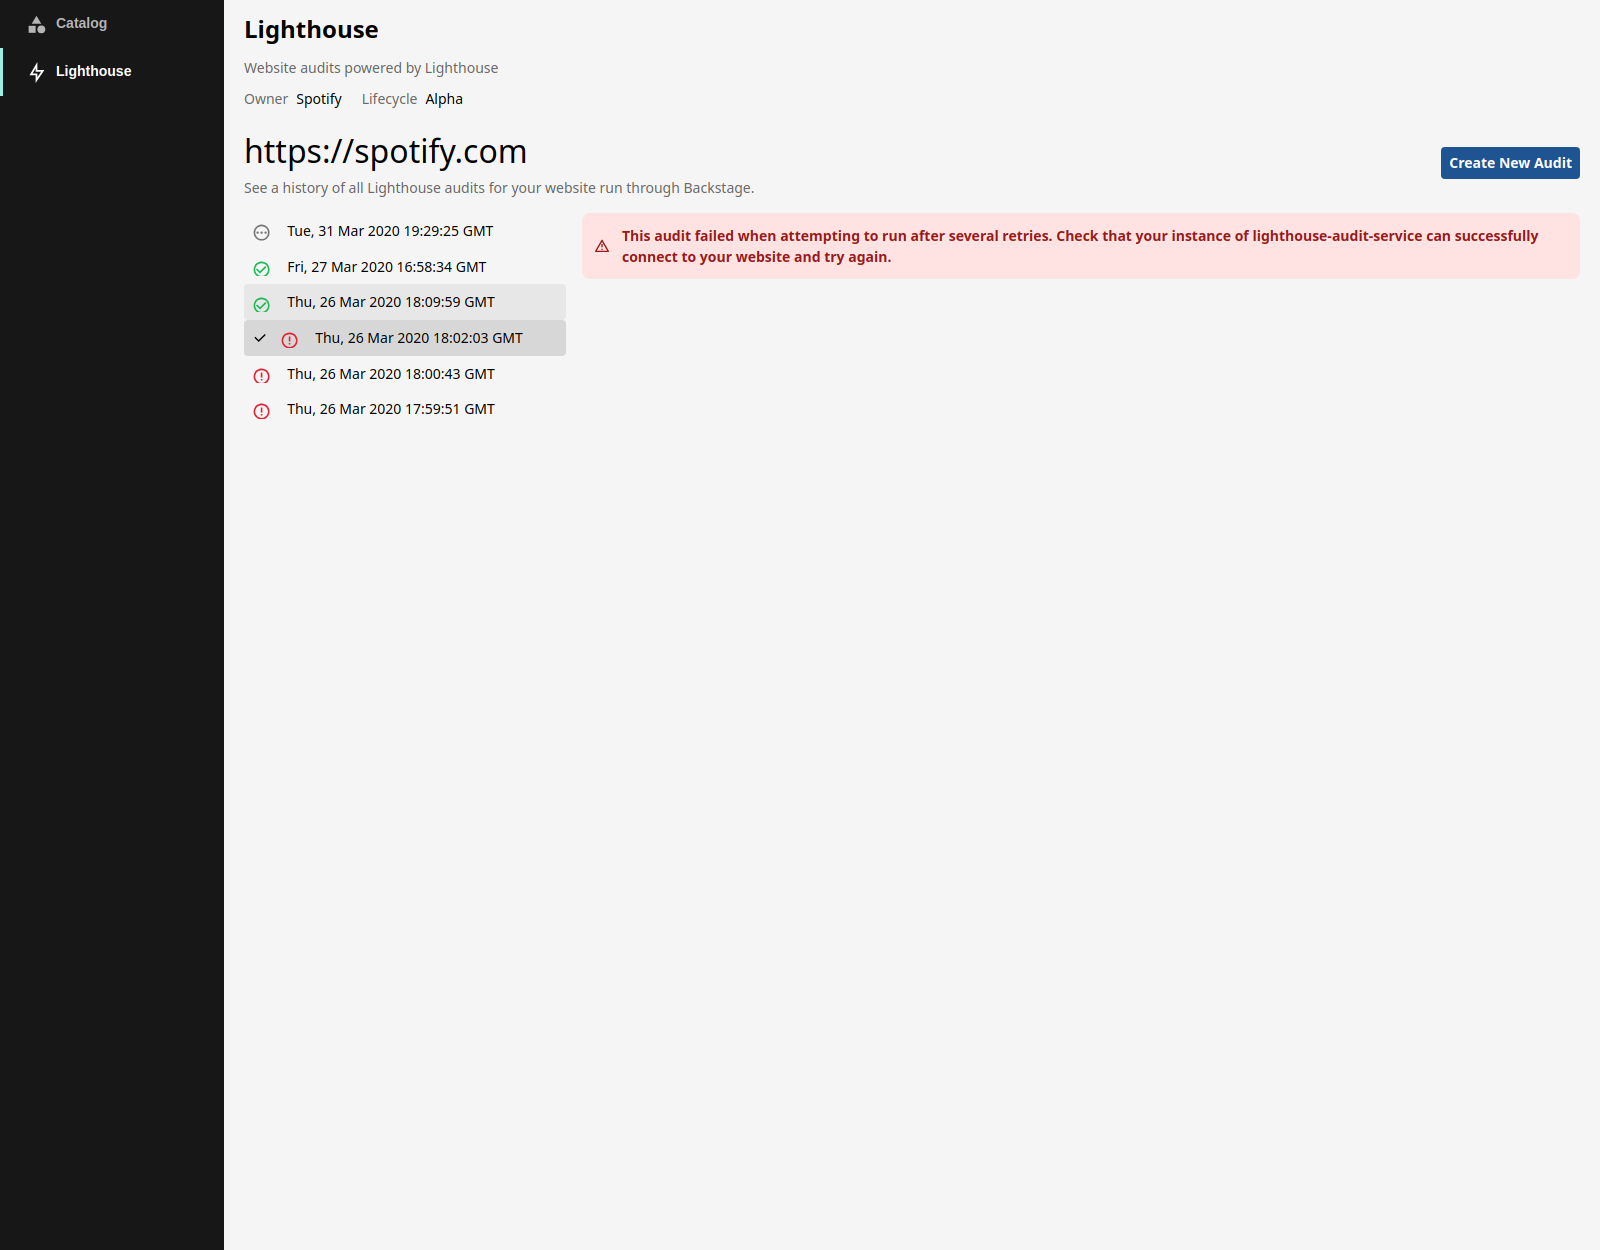 Catalog
Lighthouse
Lighthouse
Website audits powered by Lighthouse
Owner Spotify Lifecycle Alpha
https://spotify.com
Create New Audit
See a history of all Lighthouse audits for your website run through Backstage.
Tue, 31 Mar 2020 19:29:25 GMT
Fri, 27 Mar 2020 16:58:34 GMT
Thu, 26 Mar 2020 18:09:59 GMT
Thu, 26 Mar 2020 18:02:03 GMT
Thu, 26 Mar 2020 18:00:43 GMT
Thu, 26 Mar 2020 17:59:51 GMT
This audit failed when attempting to run after several retries. Check that your instance of lighthouse-audit-service can successfully
connect to your website and try again.